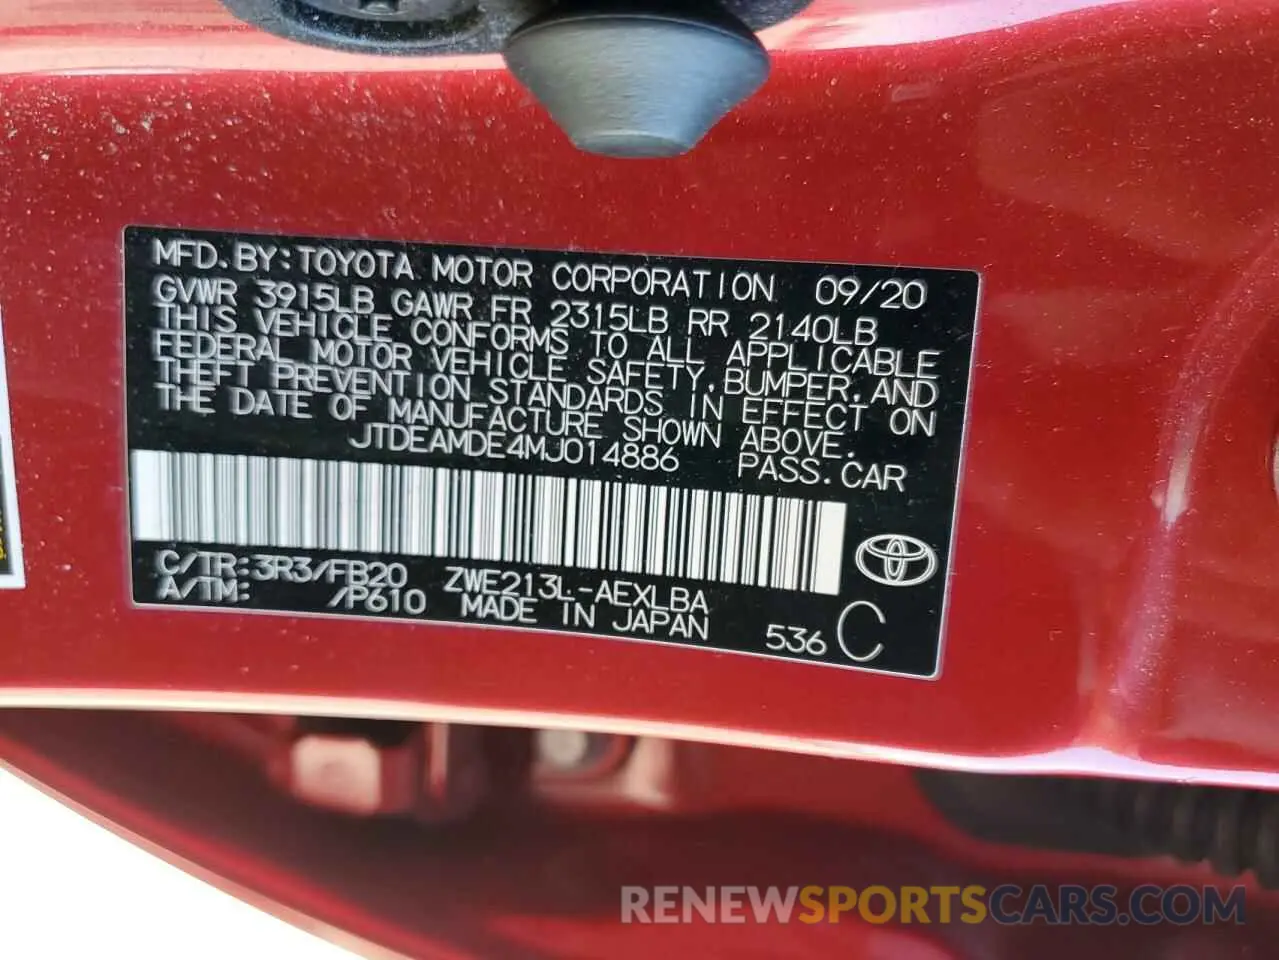 MFD.BY:TOYOTA MOTOR CORPORATION 09/20
GVWR 3915LB GAWR FR 2315LB RR 2140LB
THIS VEHICLE CONFORMS TO ALL APPLICABLE
FEDERAL MOTOR VEHICLE SAFETY, BUMPER, AND
THEFT PREVENTION STANDARDS IN EFFECT ON
THE DATE OF MANUFACTURE SHOWN ABOVE.
JTDEAMDE4MJ014886 PASS.CAR
C/TR:3R3/FB20 ZWE213L-AEXLBA
A/TM: /P610 MADE IN JAPAN 536 C
RENEWSPORTSCARS.COM